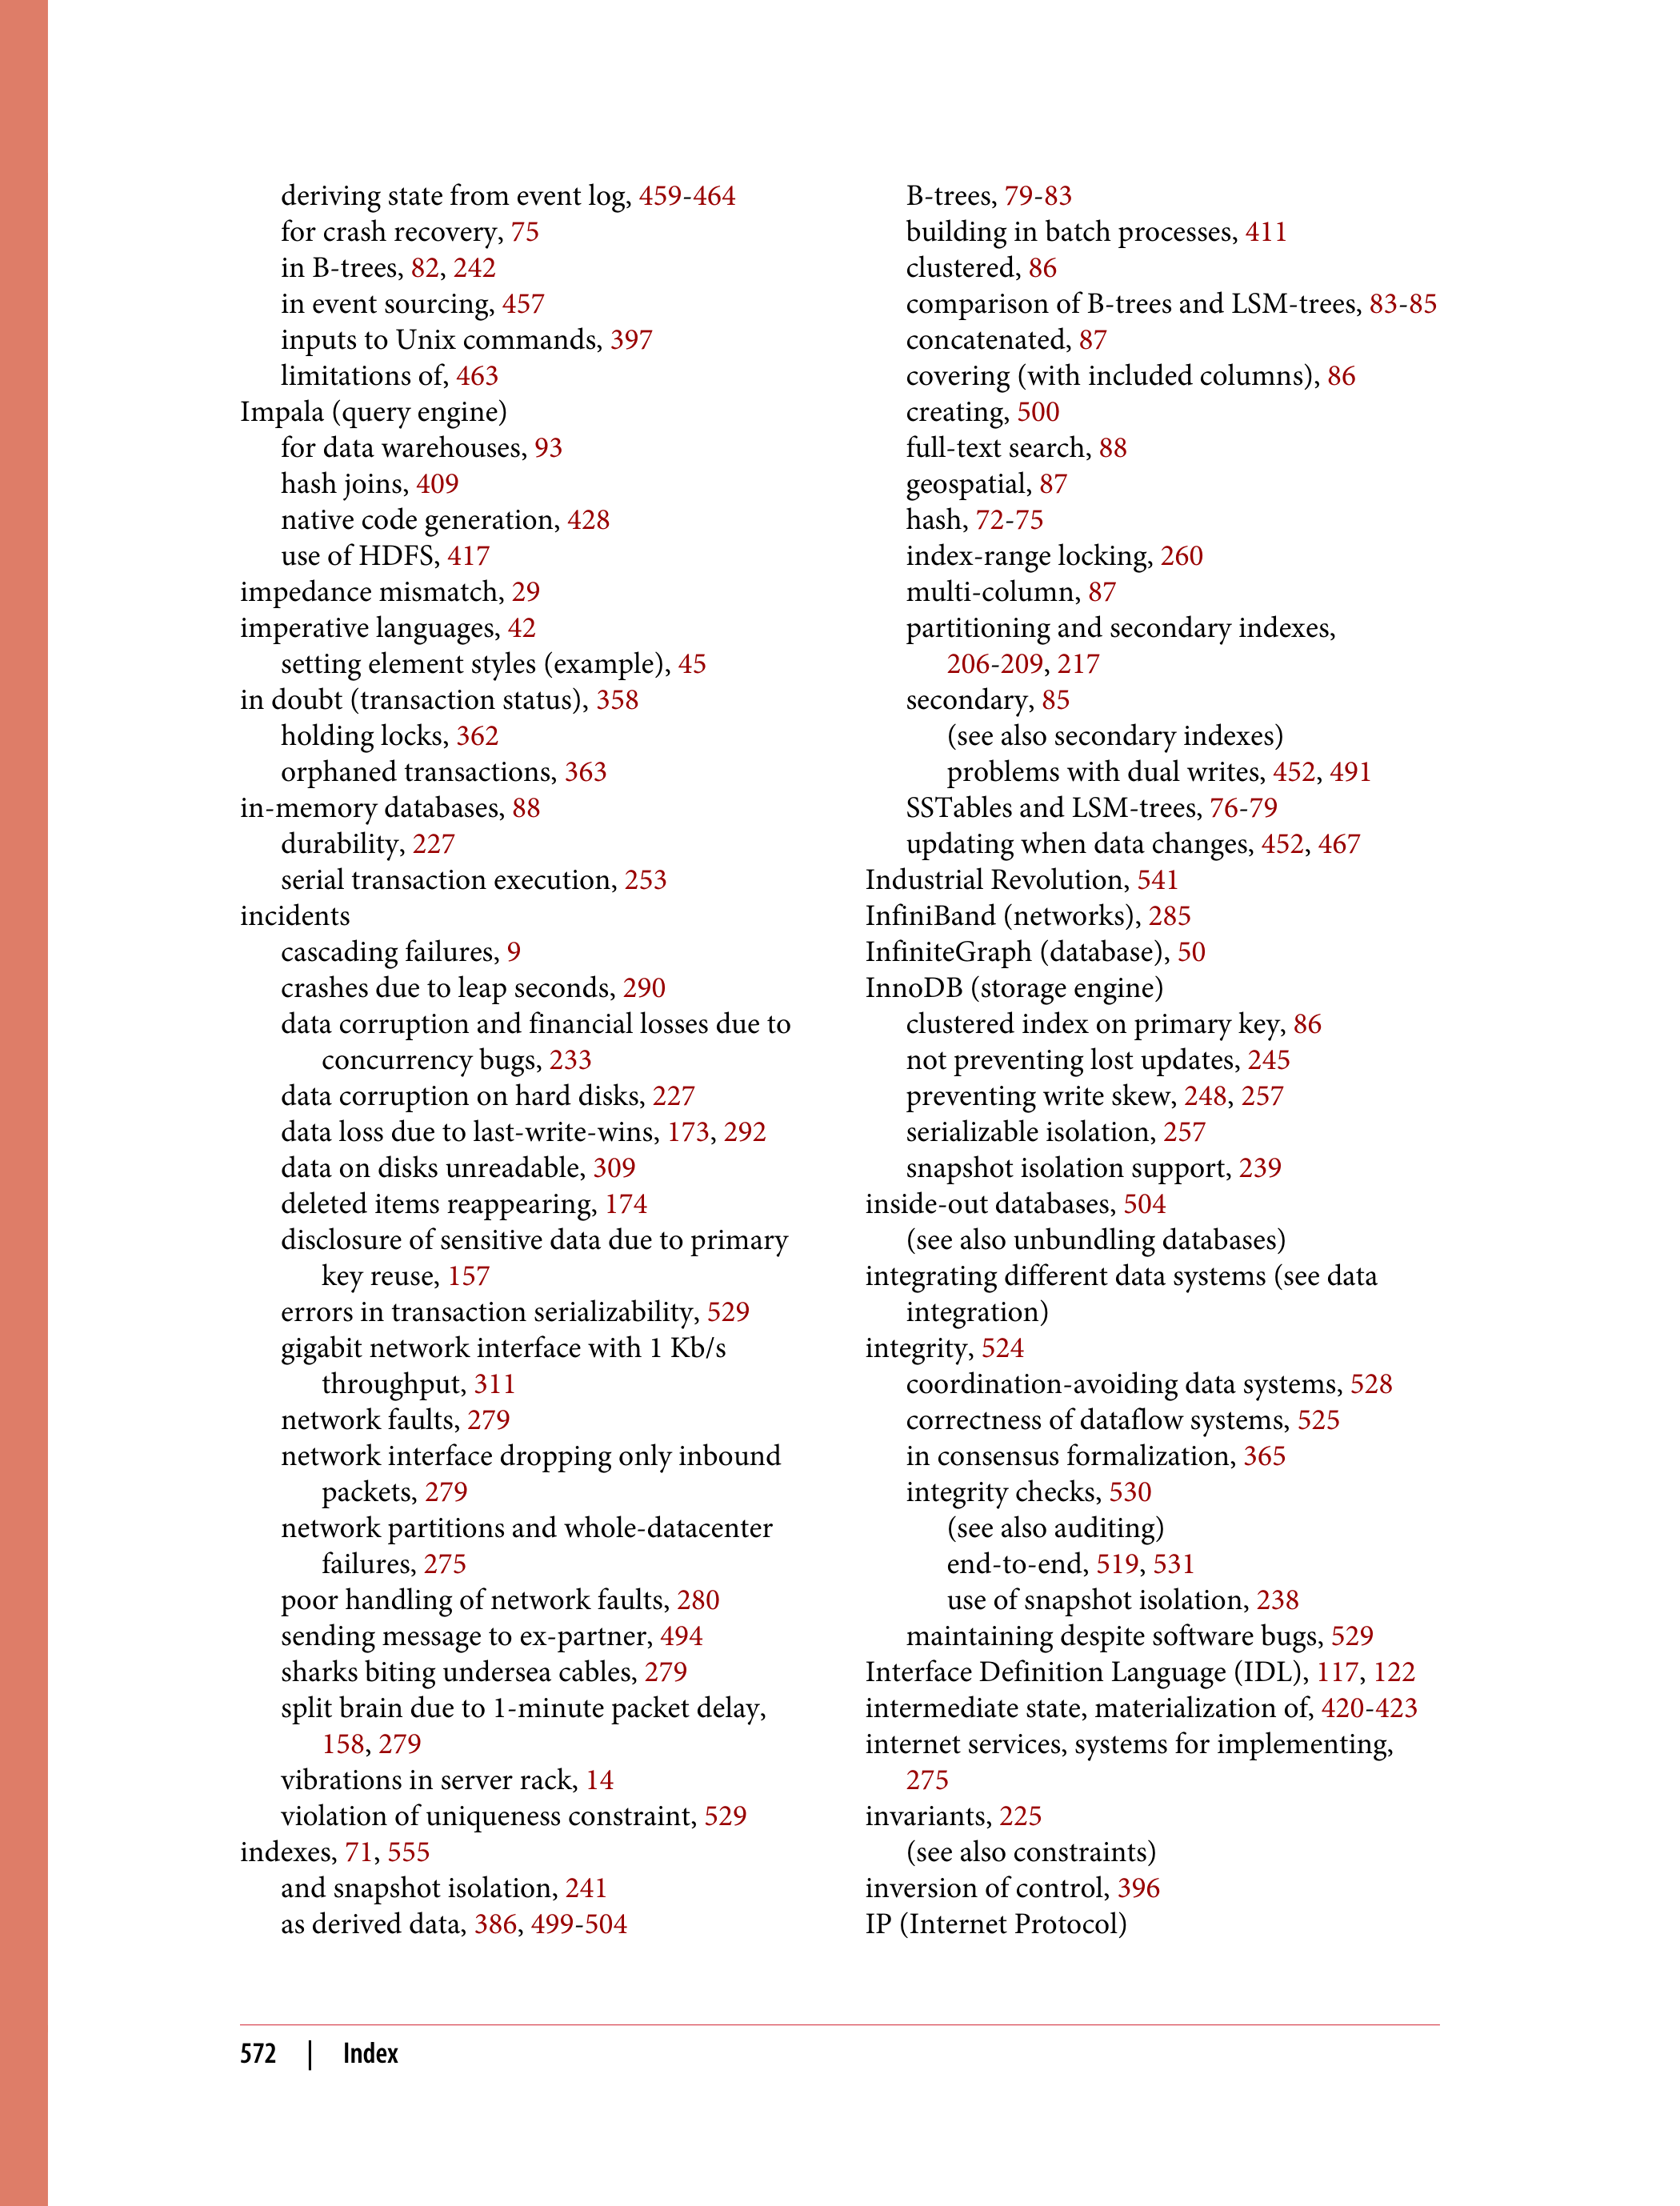 deriving state from event log, 459-464
for crash recovery, 75
in B-trees, 82, 242
in event sourcing, 457
inputs to Unix commands, 397
limitations of, 463
Impala (query engine)
for data warehouses, 93
hash joins, 409
native code generation, 428
use of HDFS, 417
impedance mismatch, 29
imperative languages, 42
setting element styles (example), 45
in doubt (transaction status), 358
holding locks, 362
orphaned transactions, 363
in-memory databases, 88
durability, 227
serial transaction execution, 253
incidents
cascading failures, 9
crashes due to leap seconds, 290
data corruption and financial losses due to
concurrency bugs, 233
data corruption on hard disks, 227
data loss due to last-write-wins, 173, 292
data on disks unreadable, 309
deleted items reappearing, 174
disclosure of sensitive data due to primary
key reuse, 157
errors in transaction serializability, 529
gigabit network interface with 1 Kb/s
throughput, 311
network faults, 279
network interface dropping only inbound
packets, 279
network partitions and whole-datacenter
failures, 275
poor handling of network faults, 280
sending message to ex-partner, 494
sharks biting undersea cables, 279
split brain due to 1-minute packet delay,
158, 279
vibrations in server rack, 14
violation of uniqueness constraint, 529
indexes, 71, 555
and snapshot isolation, 241
as derived data, 386, 499-504
B-trees, 79-83
building in batch processes, 411
clustered, 86
comparison of B-trees and LSM-trees, 83-85
concatenated, 87
covering (with included columns), 86
creating, 500
full-text search, 88
geospatial, 87
hash, 72-75
index-range locking, 260
multi-column, 87
partitioning and secondary indexes,
206-209, 217
secondary, 85
(see also secondary indexes)
problems with dual writes, 452, 491
SSTables and LSM-trees, 76-79
updating when data changes, 452, 467
Industrial Revolution, 541
InfiniBand (networks), 285
InfiniteGraph (database), 50
InnoDB (storage engine)
clustered index on primary key, 86
not preventing lost updates, 245
preventing write skew, 248, 257
serializable isolation, 257
snapshot isolation support, 239
inside-out databases, 504
(see also unbundling databases)
integrating different data systems (see data
integration)
integrity, 524
coordination-avoiding data systems, 528
correctness of dataflow systems, 525
in consensus formalization, 365
integrity checks, 530
(see also auditing)
end-to-end, 519, 531
use of snapshot isolation, 238
maintaining despite software bugs, 529
Interface Definition Language (IDL), 117, 122
intermediate state, materialization of, 420-423
internet services, systems for implementing,
275
invariants, 225
(see also constraints)
inversion of control, 396
IP (Internet Protocol)
572 | Index